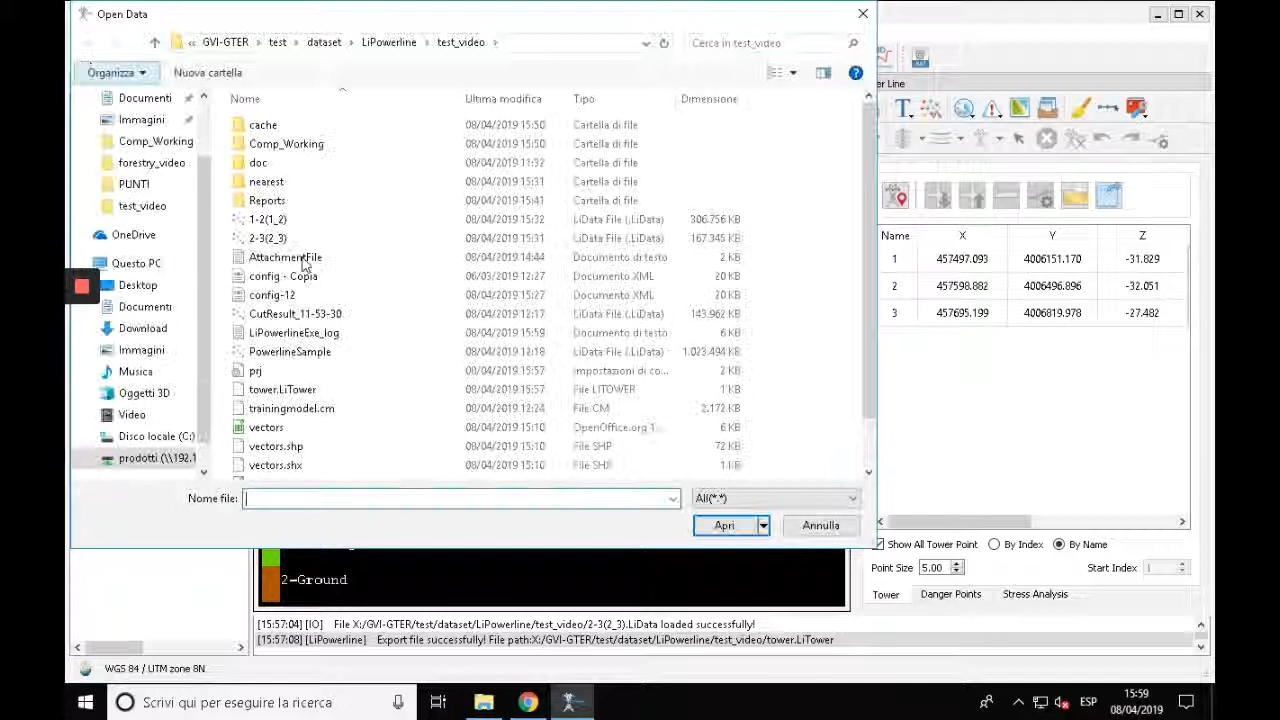 Open Data
« GVI-GTER > test > dataset > LiPowerline > test_video >
Cerca in test_video
Organizza
Nuova cartella
er Line
Documenti
Immagini
Comp_Working
forestry_video
PUNTI
test_video
OneDrive
Questo PC
Desktop
Documenti
Download
Immagini
Musica
Oggetti 3D
Video
Disco locale (C:)
prodotti (\\192.1
Nome Ultima modifica Tipo Dimensione
cache 08/04/2019 15:50 Cartella di file
Comp_Working 08/04/2019 15:50 Cartella di file
doc 08/04/2019 11:32 Cartella di file
nearest 08/04/2019 15:31 Cartella di file
Reports 08/04/2019 15:41 Cartella di file
1-2(1_2) 08/04/2019 15:32 LiData File (.LiData) 306.756 KB
2-3(2_3) 08/04/2019 15:31 LiData File (.LiData) 167.345 KB
AttachmentFile 08/04/2019 14:44 Documento di testo 2 KB
config - Copia 06/03/2019 12:27 Documento XML 20 KB
config-12 08/04/2019 15:27 Documento XML 20 KB
CutResult_11-53-30 08/04/2019 12:17 LiData File (.LiData) 143.962 KB
LiPowerlineExe_log 08/04/2019 15:59 Documento di testo 6 KB
PowerlineSample 08/04/2019 12:18 LiData File (.LiData) 1.023.494 KB
prj 08/04/2019 15:57 Impostazioni di co... 2 KB
tower.LiTower 08/04/2019 15:57 File LITOWER 1 KB
trainingmodel.cm 08/04/2019 12:24 File CM 2.172 KB
vectors 08/04/2019 15:10 OpenOffice.org 1... 6 KB
vectors.shp 08/04/2019 15:10 File SHP 72 KB
vectors.shx 08/04/2019 15:10 File SHX 1 KB
Nome file:
All(*.*)
Apri
Annulla
Name X Y Z
1 457497.093 4006151.170 -31.829
2 457598.882 4006496.896 -32.051
3 457695.199 4006819.978 -27.482
Show All Tower Point By Index By Name
Point Size 5.00 Start Index 1
Tower Danger Points Stress Analysis
2-Ground
[15:57:04] [IO] File X:/GVI-GTER/test/dataset/LiPowerline/test_video/2-3(2_3).LiData loaded successfully!
[15:57:08] [LiPowerline] Export file successfully! File path:X:/GVI-GTER/test/dataset/LiPowerline/test_video/tower.LiTower
WGS 84 / UTM zone 8N
Scrivi qui per eseguire la ricerca
ESP
15:59
08/04/2019